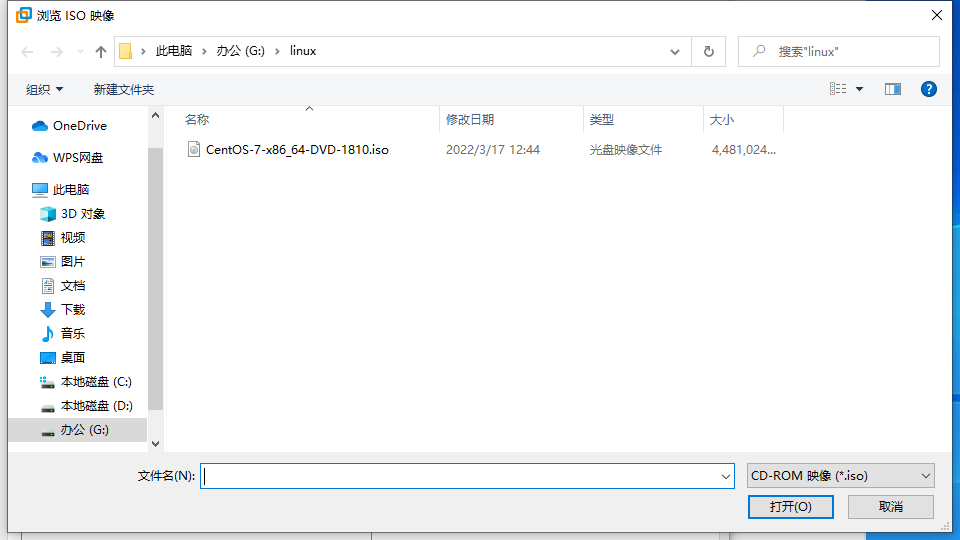 浏览 ISO 映像
此电脑 办公 (G:) linux
搜索"linux"
组织 新建文件夹
名称 修改日期 类型 大小
CentOS-7-x86_64-DVD-1810.iso 2022/3/17 12:44 光盘映像文件 4,481,024...
OneDrive
WPS网盘
此电脑
3D 对象
视频
图片
文档
下载
音乐
桌面
本地磁盘 (C:)
本地磁盘 (D:)
办公 (G:)
文件名(N): CD-ROM 映像 (*.iso)
打开(O) 取消